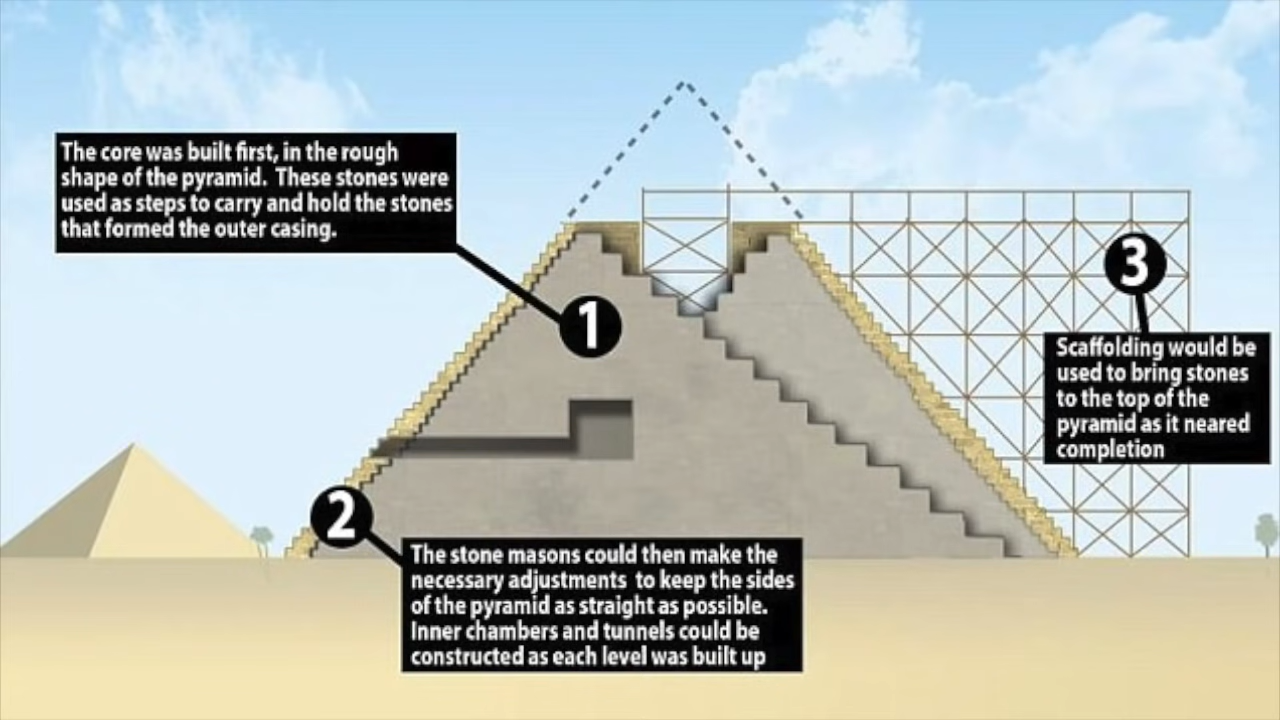 The core was built first, in the rough
shape of the pyramid. These stones were
used as steps to carry and hold the stones
that formed the outer casing.
1
2
The stone masons could then make the
necessary adjustments to keep the sides
of the pyramid as straight as possible.
Inner chambers and tunnels could be
constructed as each level was built up
3
Scaffolding would be
used to bring stones
to the top of the
pyramid as it neared
completion